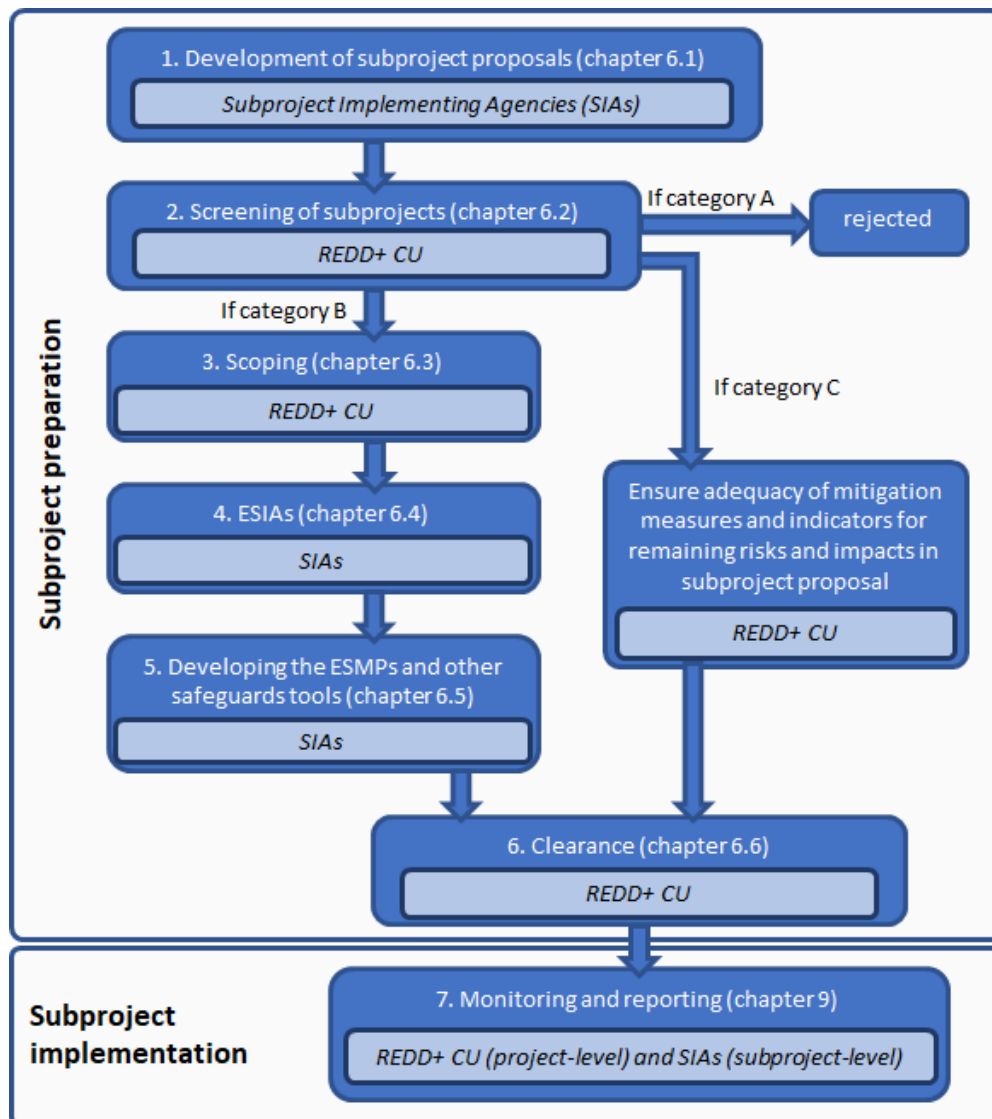 1. Development of subproject proposals (chapter 6.1)
Subproject Implementing Agencies (SIAs)
2. Screening of subprojects (chapter 6.2)
REDD+ CU
If category A
rejected
If category B
3. Scoping (chapter 6.3)
REDD+ CU
If category C
4. ESIAs (chapter 6.4)
SIAs
Ensure adequacy of mitigation
measures and indicators for
remaining risks and impacts in
subproject proposal
REDD+ CU
5. Developing the ESMPs and other
safeguards tools (chapter 6.5)
SIAs
6. Clearance (chapter 6.6)
REDD+ CU
Subproject preparation
7. Monitoring and reporting (chapter 9)
REDD+ CU (project-level) and SIAs (subproject-level)
Subproject
implementation